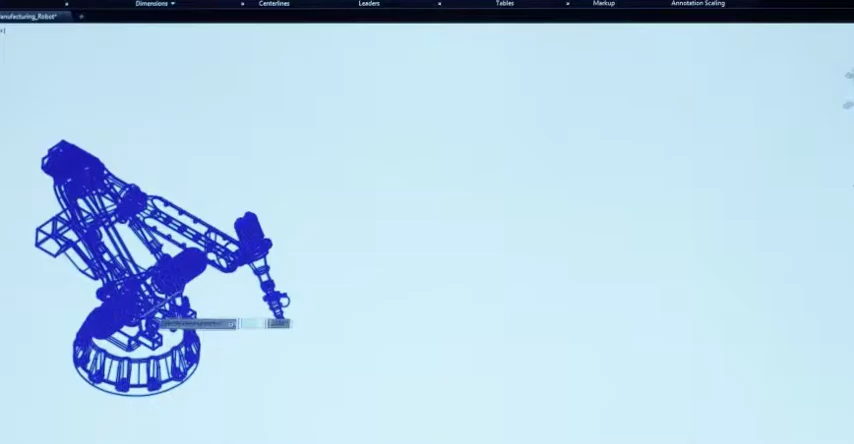 Dimensions Centerlines Leaders Tables Markup Annotation Scaling
anufacturing_Robot*